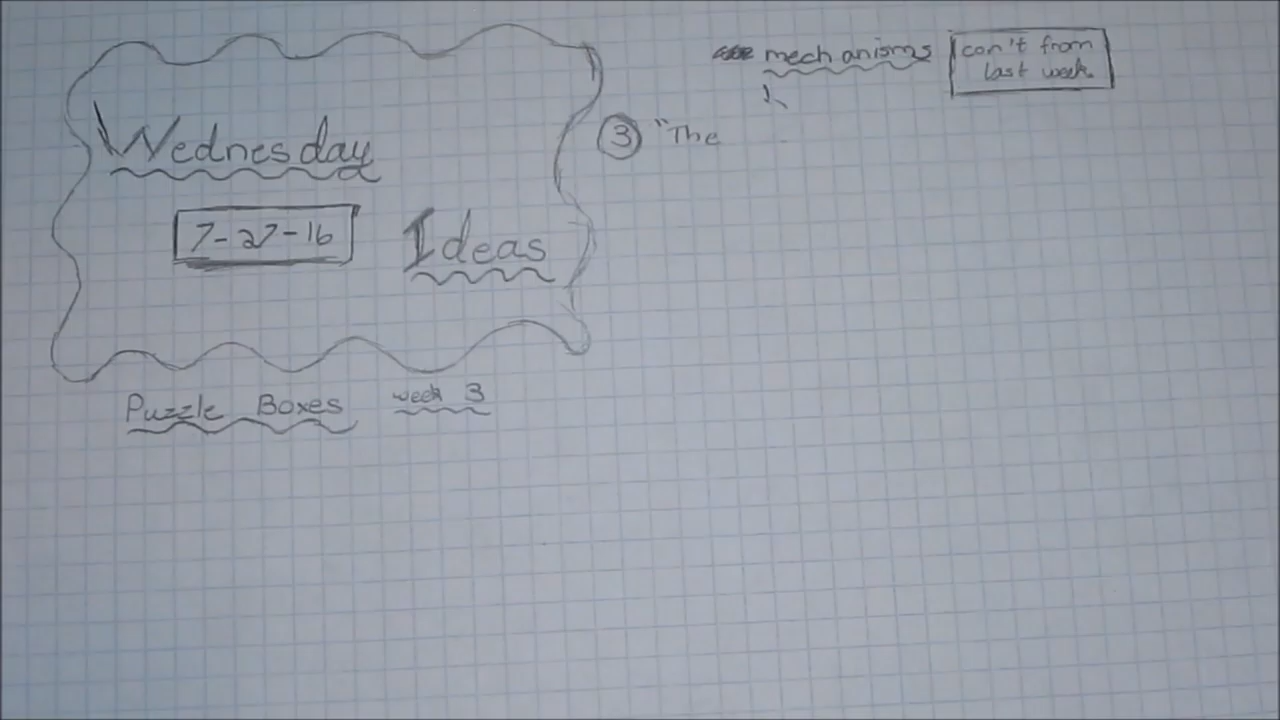 Wednesday
7-27-16
Ideas
Puzzle Boxes week 3
mechanisms
con't from
last week.
3 "The